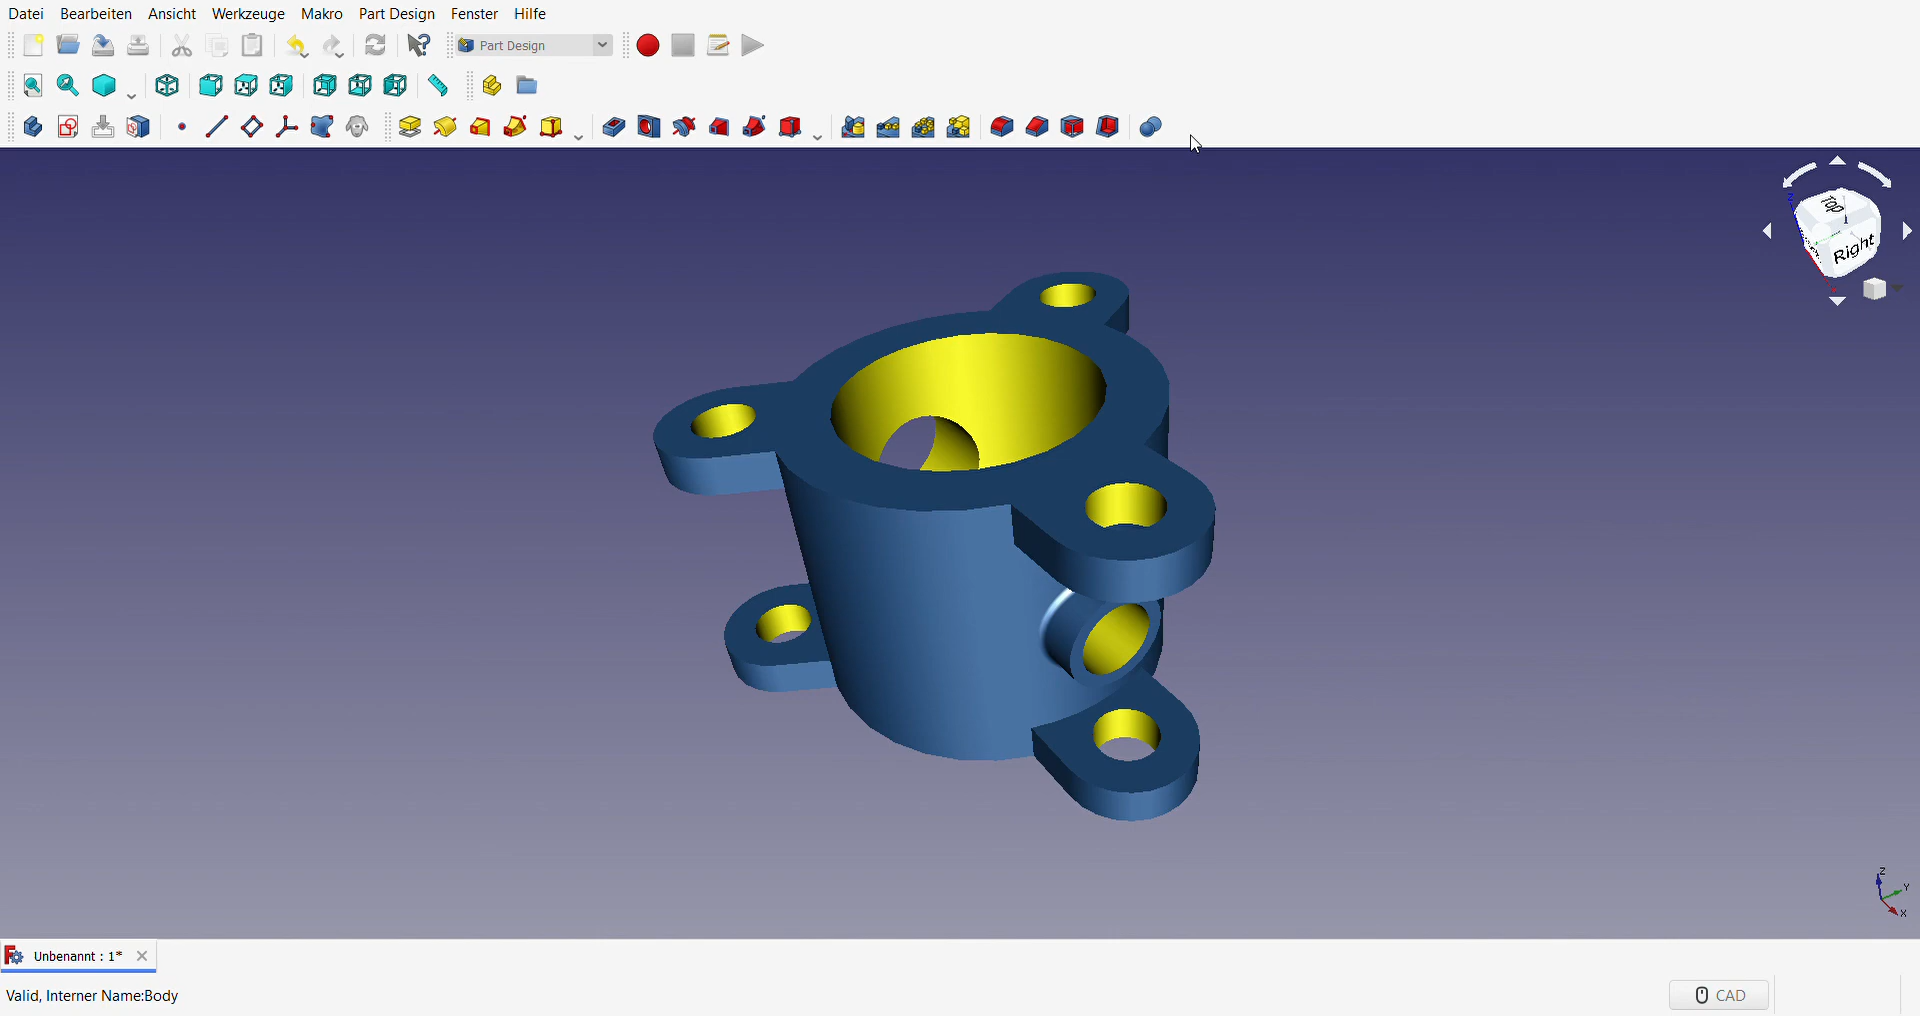 Datei Bearbeiten Ansicht Werkzeuge Makro Part Design Fenster Hilfe
Part Design
Top
Right
Z
Y
X
Unbenannt : 1*
Valid, Interner Name:Body
CAD